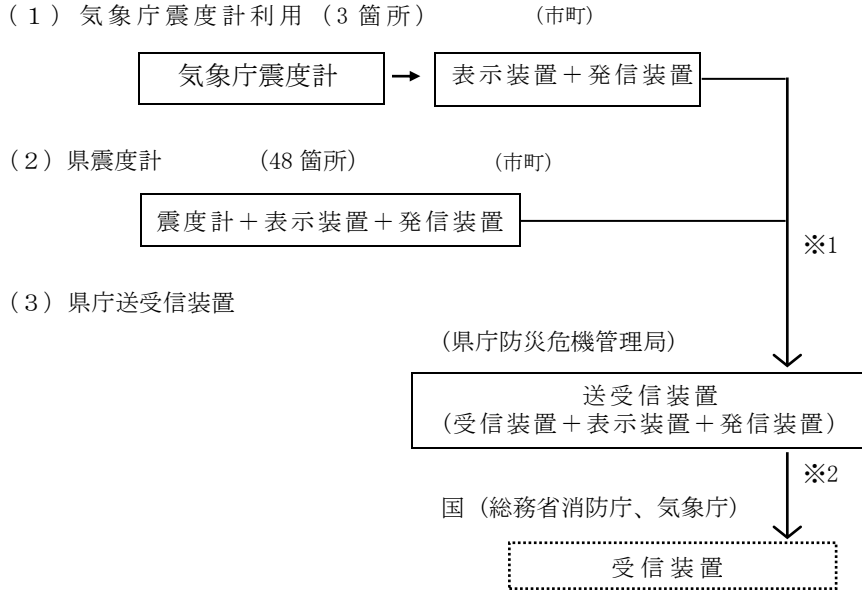 （１）気象庁震度計利用（3 箇所）　（市町）
気象庁震度計
表示装置＋発信装置
（２）県震度計　（48 箇所）　（市町）
震度計＋表示装置＋発信装置
※1
（３）県庁送受信装置
（県庁防災危機管理局）
送受信装置
（受信装置＋表示装置＋発信装置）
※2
国（総務省消防庁、気象庁）
受信装置